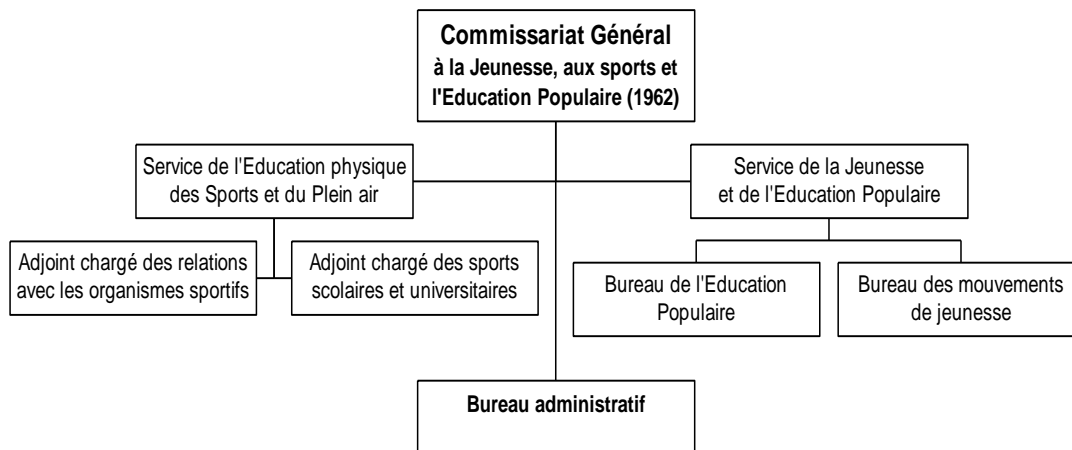 Commissariat Général
à la Jeunesse, aux sports et
l'Education Populaire (1962)
Service de l'Education physique
des Sports et du Plein air
Service de la Jeunesse
et de l'Education Populaire
Adjoint chargé des relations
avec les organismes sportifs
Adjoint chargé des sports
scolaires et universitaires
Bureau de l'Education
Populaire
Bureau des mouvements
de jeunesse
Bureau administratif